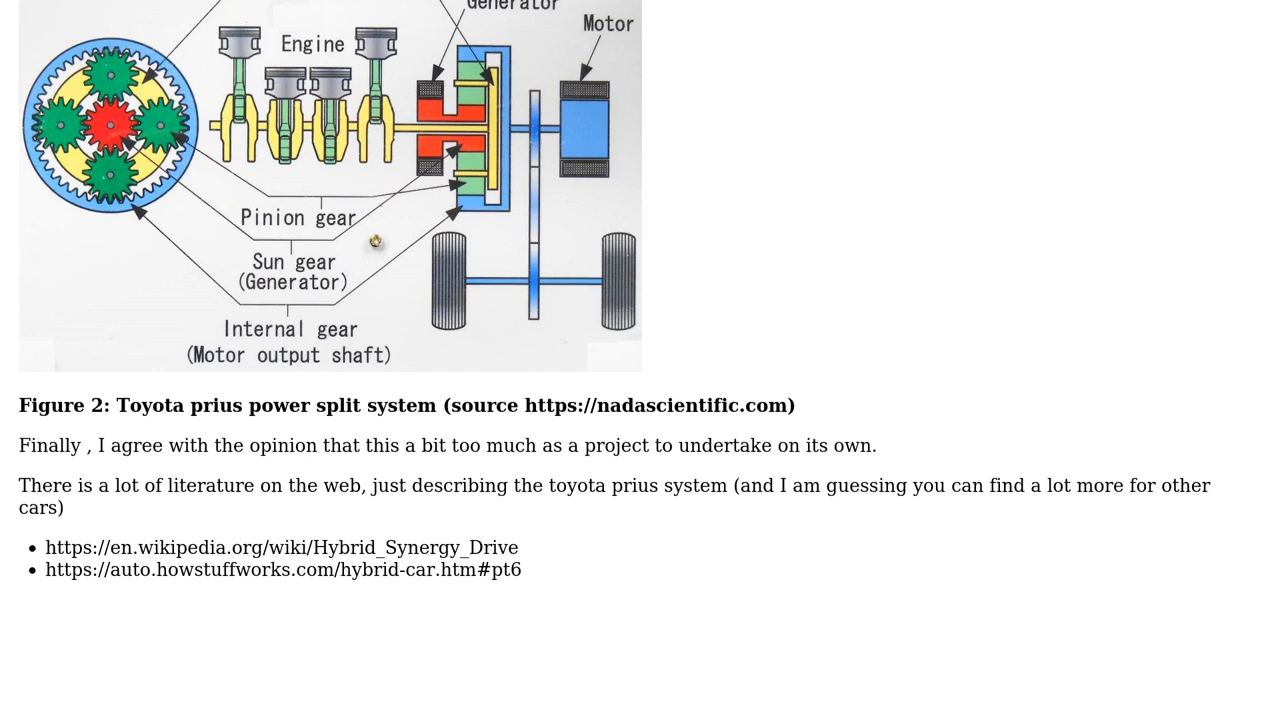 Generator
Motor
Engine
Pinion gear
Sun gear
(Generator)
Internal gear
(Motor output shaft)
Figure 2: Toyota prius power split system (source https://nadascientific.com)
Finally , I agree with the opinion that this a bit too much as a project to undertake on its own.
There is a lot of literature on the web, just describing the toyota prius system (and I am guessing you can find a lot more for other
cars)
• https://en.wikipedia.org/wiki/Hybrid_Synergy_Drive
• https://auto.howstuffworks.com/hybrid-car.htm#pt6